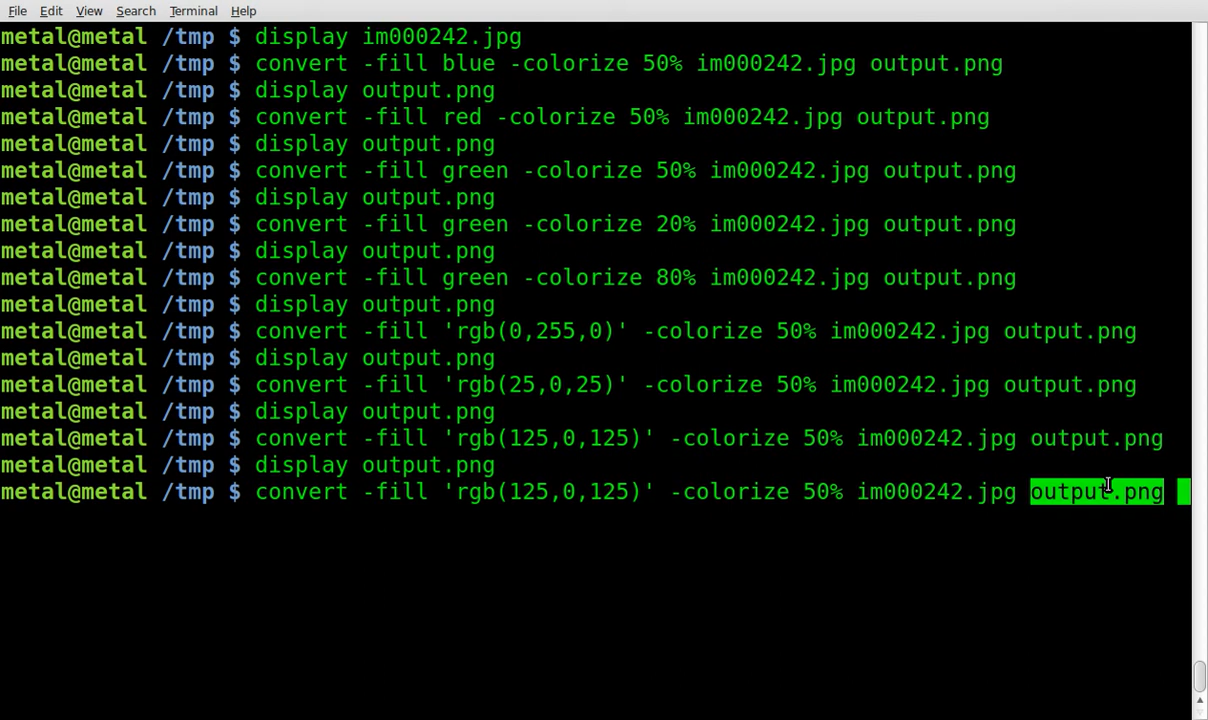 File Edit View Search Terminal Help
metal@metal /tmp $ display im000242.jpg
metal@metal /tmp $ convert -fill blue -colorize 50% im000242.jpg output.png
metal@metal /tmp $ display output.png
metal@metal /tmp $ convert -fill red -colorize 50% im000242.jpg output.png
metal@metal /tmp $ display output.png
metal@metal /tmp $ convert -fill green -colorize 50% im000242.jpg output.png
metal@metal /tmp $ display output.png
metal@metal /tmp $ convert -fill green -colorize 20% im000242.jpg output.png
metal@metal /tmp $ display output.png
metal@metal /tmp $ convert -fill green -colorize 80% im000242.jpg output.png
metal@metal /tmp $ display output.png
metal@metal /tmp $ convert -fill 'rgb(0,255,0)' -colorize 50% im000242.jpg output.png
metal@metal /tmp $ display output.png
metal@metal /tmp $ convert -fill 'rgb(25,0,25)' -colorize 50% im000242.jpg output.png
metal@metal /tmp $ display output.png
metal@metal /tmp $ convert -fill 'rgb(125,0,125)' -colorize 50% im000242.jpg output.png
metal@metal /tmp $ display output.png
metal@metal /tmp $ convert -fill 'rgb(125,0,125)' -colorize 50% im000242.jpg output.png